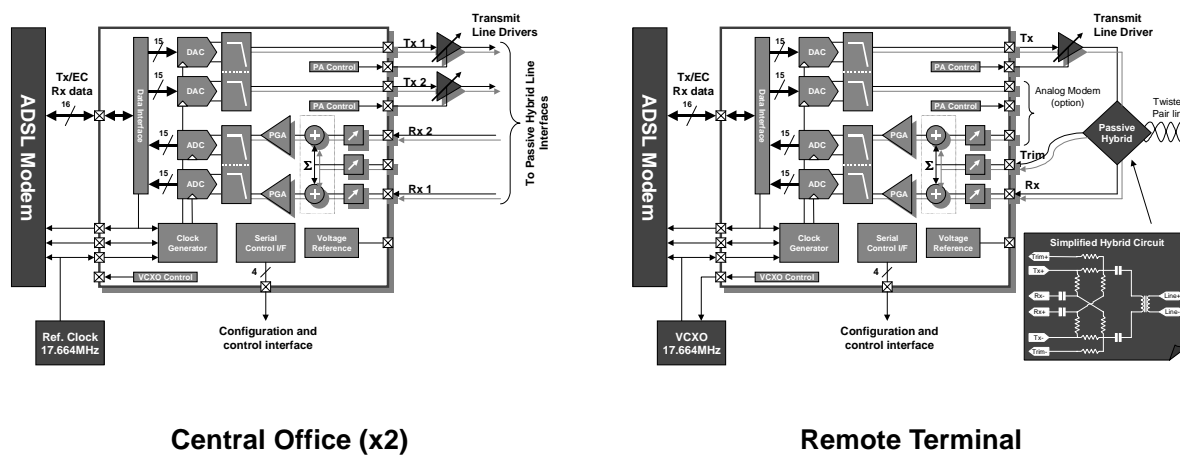 Transmit
Line Drivers
ADSL Modem
Tx/EC
Rx data
16
Data Interface
15
DAC
Tx 1
PA Control
15
DAC
Tx 2
PA Control
15
ADC
PGA
+
Rx 2
Σ
15
ADC
PGA
+
Rx 1
To Passive Hybrid Line
Interfaces
Clock
Generator
Serial
Control I/F
Voltage
Reference
VCXO Control
4
Ref. Clock
17.664MHz
Configuration and
control interface
Central Office (x2)
Transmit
Line Driver
ADSL Modem
Tx/EC
Rx data
16
Data Interface
15
DAC
Tx
PA Control
15
DAC
Analog Modem
(option)
PA Control
15
ADC
PGA
+
Σ
Trim
15
ADC
PGA
+
Rx
Passive
Hybrid
Twiste
Pair lin
Clock
Generator
Serial
Control I/F
Voltage
Reference
VCXO Control
4
VCXO
17.664MHz
Configuration and
control interface
Simplified Hybrid Circuit
Trim+
Tx+
Rx-
Rx+
Tx-
Trim-
Line+
Line-
Remote Terminal